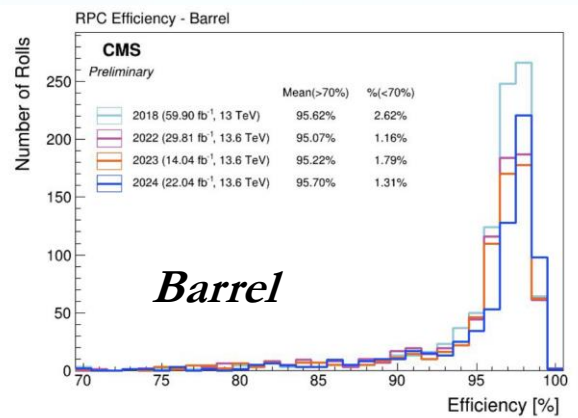 RPC Efficiency - Barrel
CMS
Preliminary
Mean(>70%) %(<70%)
2018 (59.90 fb⁻¹, 13 TeV) 95.62% 2.62%
2022 (29.81 fb⁻¹, 13.6 TeV) 95.07% 1.16%
2023 (14.04 fb⁻¹, 13.6 TeV) 95.22% 1.79%
2024 (22.04 fb⁻¹, 13.6 TeV) 95.70% 1.31%
Number of Rolls
250
200
150
100
50
0
Barrel
70 75 80 85 90 95 100
Efficiency [%]